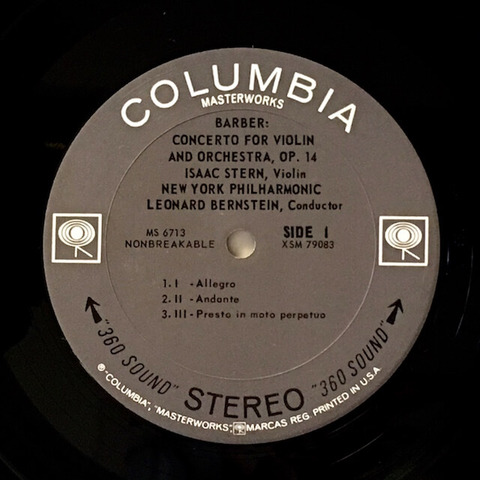 COLUMBIA
MASTERWORKS
BARBER:
CONCERTO FOR VIOLIN
AND ORCHESTRA, OP. 14
ISAAC STERN, Violin
NEW YORK PHILHARMONIC
LEONARD BERNSTEIN, Conductor
MS 6713
NONBREAKABLE
SIDE 1
XSM 79083
1. I - Allegro
2. II - Andante
3. III - Presto in moto perpetuo
"360 SOUND" STEREO "360 SOUND"
® "COLUMBIA", "MASTERWORKS", MARCAS REG. PRINTED IN U.S.A.